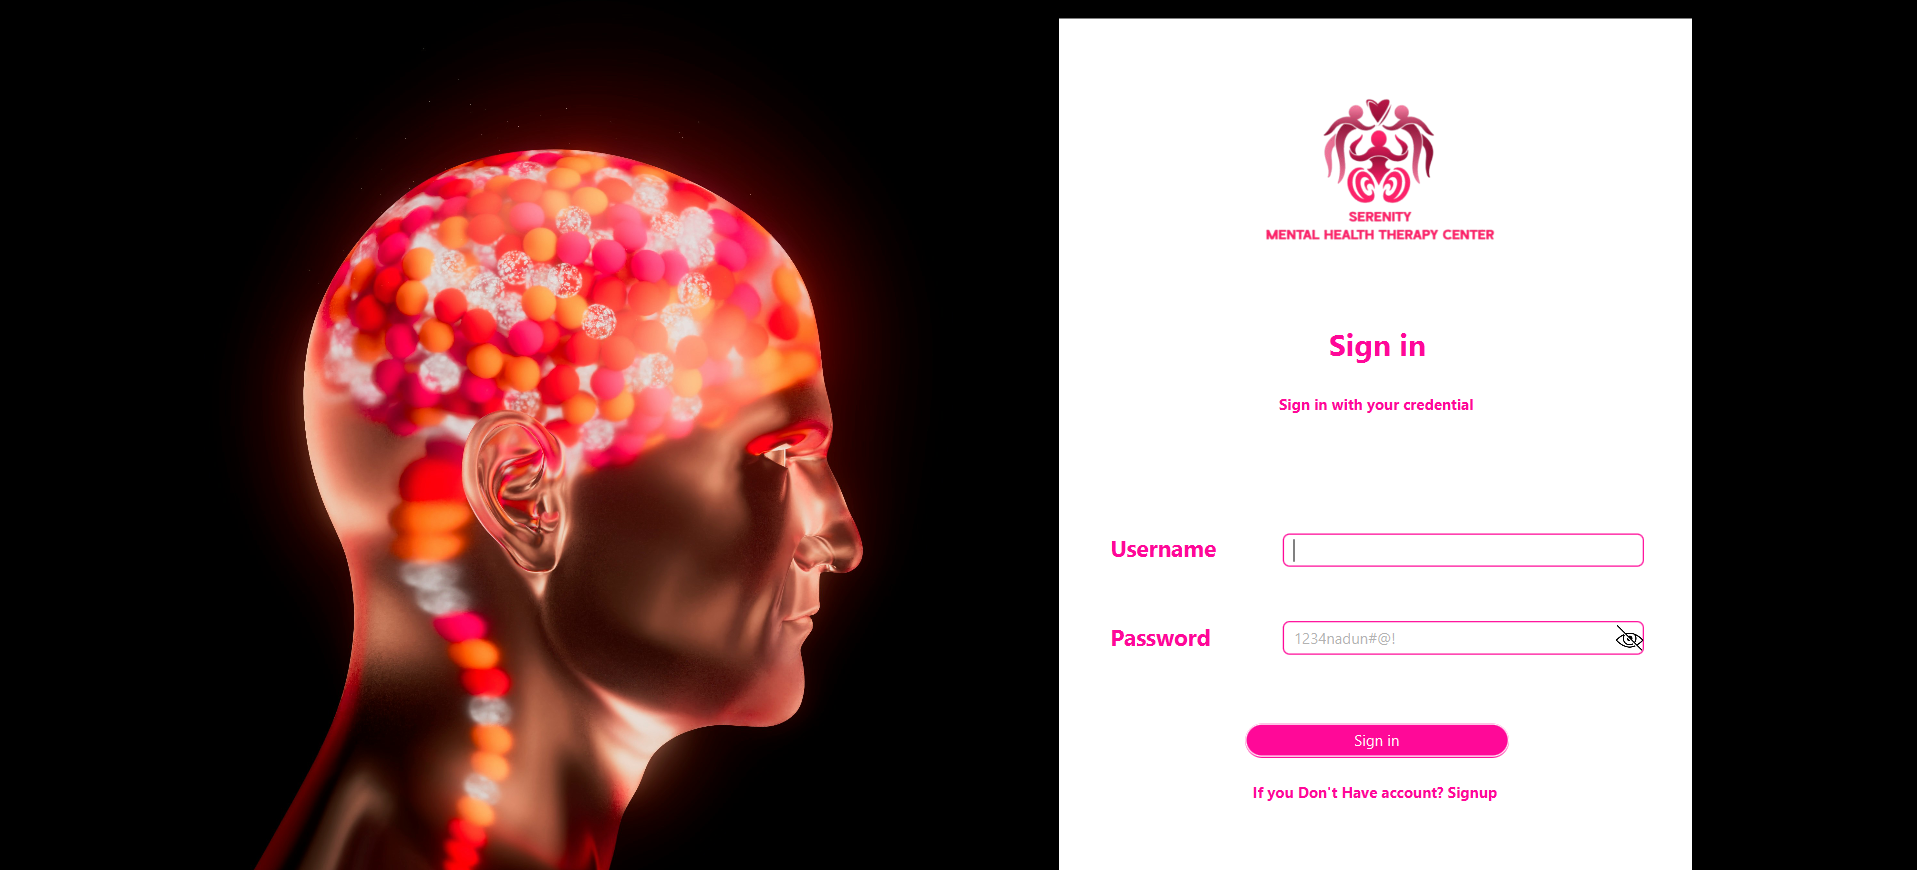 SERENITY
MENTAL HEALTH THERAPY CENTER
Sign in
Sign in with your credential
Username
Password
1234nadun#@!
Sign in
If you Don't Have account? Signup